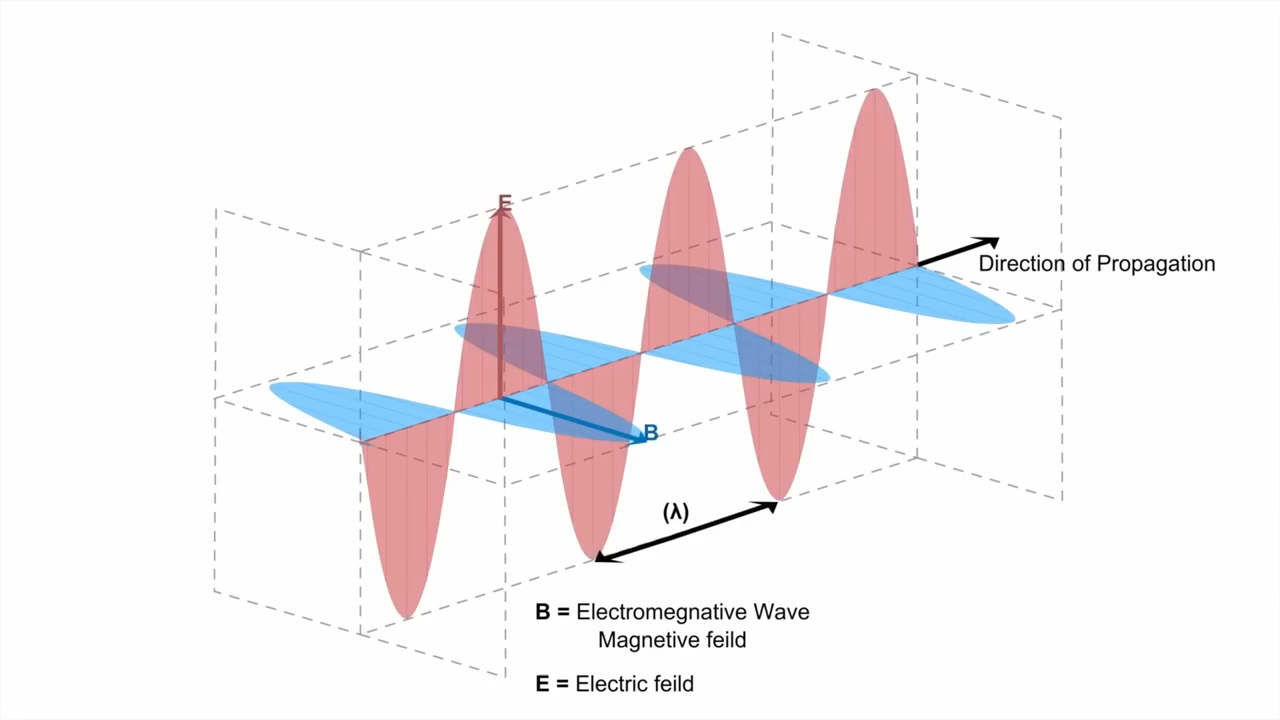 E
Direction of Propagation
B
(λ)
B = Electromegnative Wave
Magnetive feild
E = Electric feild